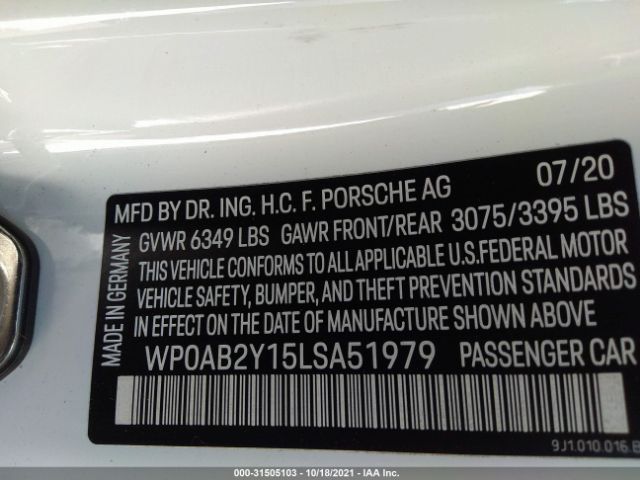 07/20
MFD BY DR. ING. H.C. F. PORSCHE AG
GVWR 6349 LBS GAWR FRONT/REAR 3075/3395 LBS
THIS VEHICLE CONFORMS TO ALL APPLICABLE U.S.FEDERAL MOTOR
VEHICLE SAFETY, BUMPER, AND THEFT PREVENTION STANDARDS
IN EFFECT ON THE DATE OF MANUFACTURE SHOWN ABOVE
WP0AB2Y15LSA51979 PASSENGER CAR
MADE IN GERMANY
9J1.010.016.B
000-31505103 - 10/18/2021 - IAA Inc.